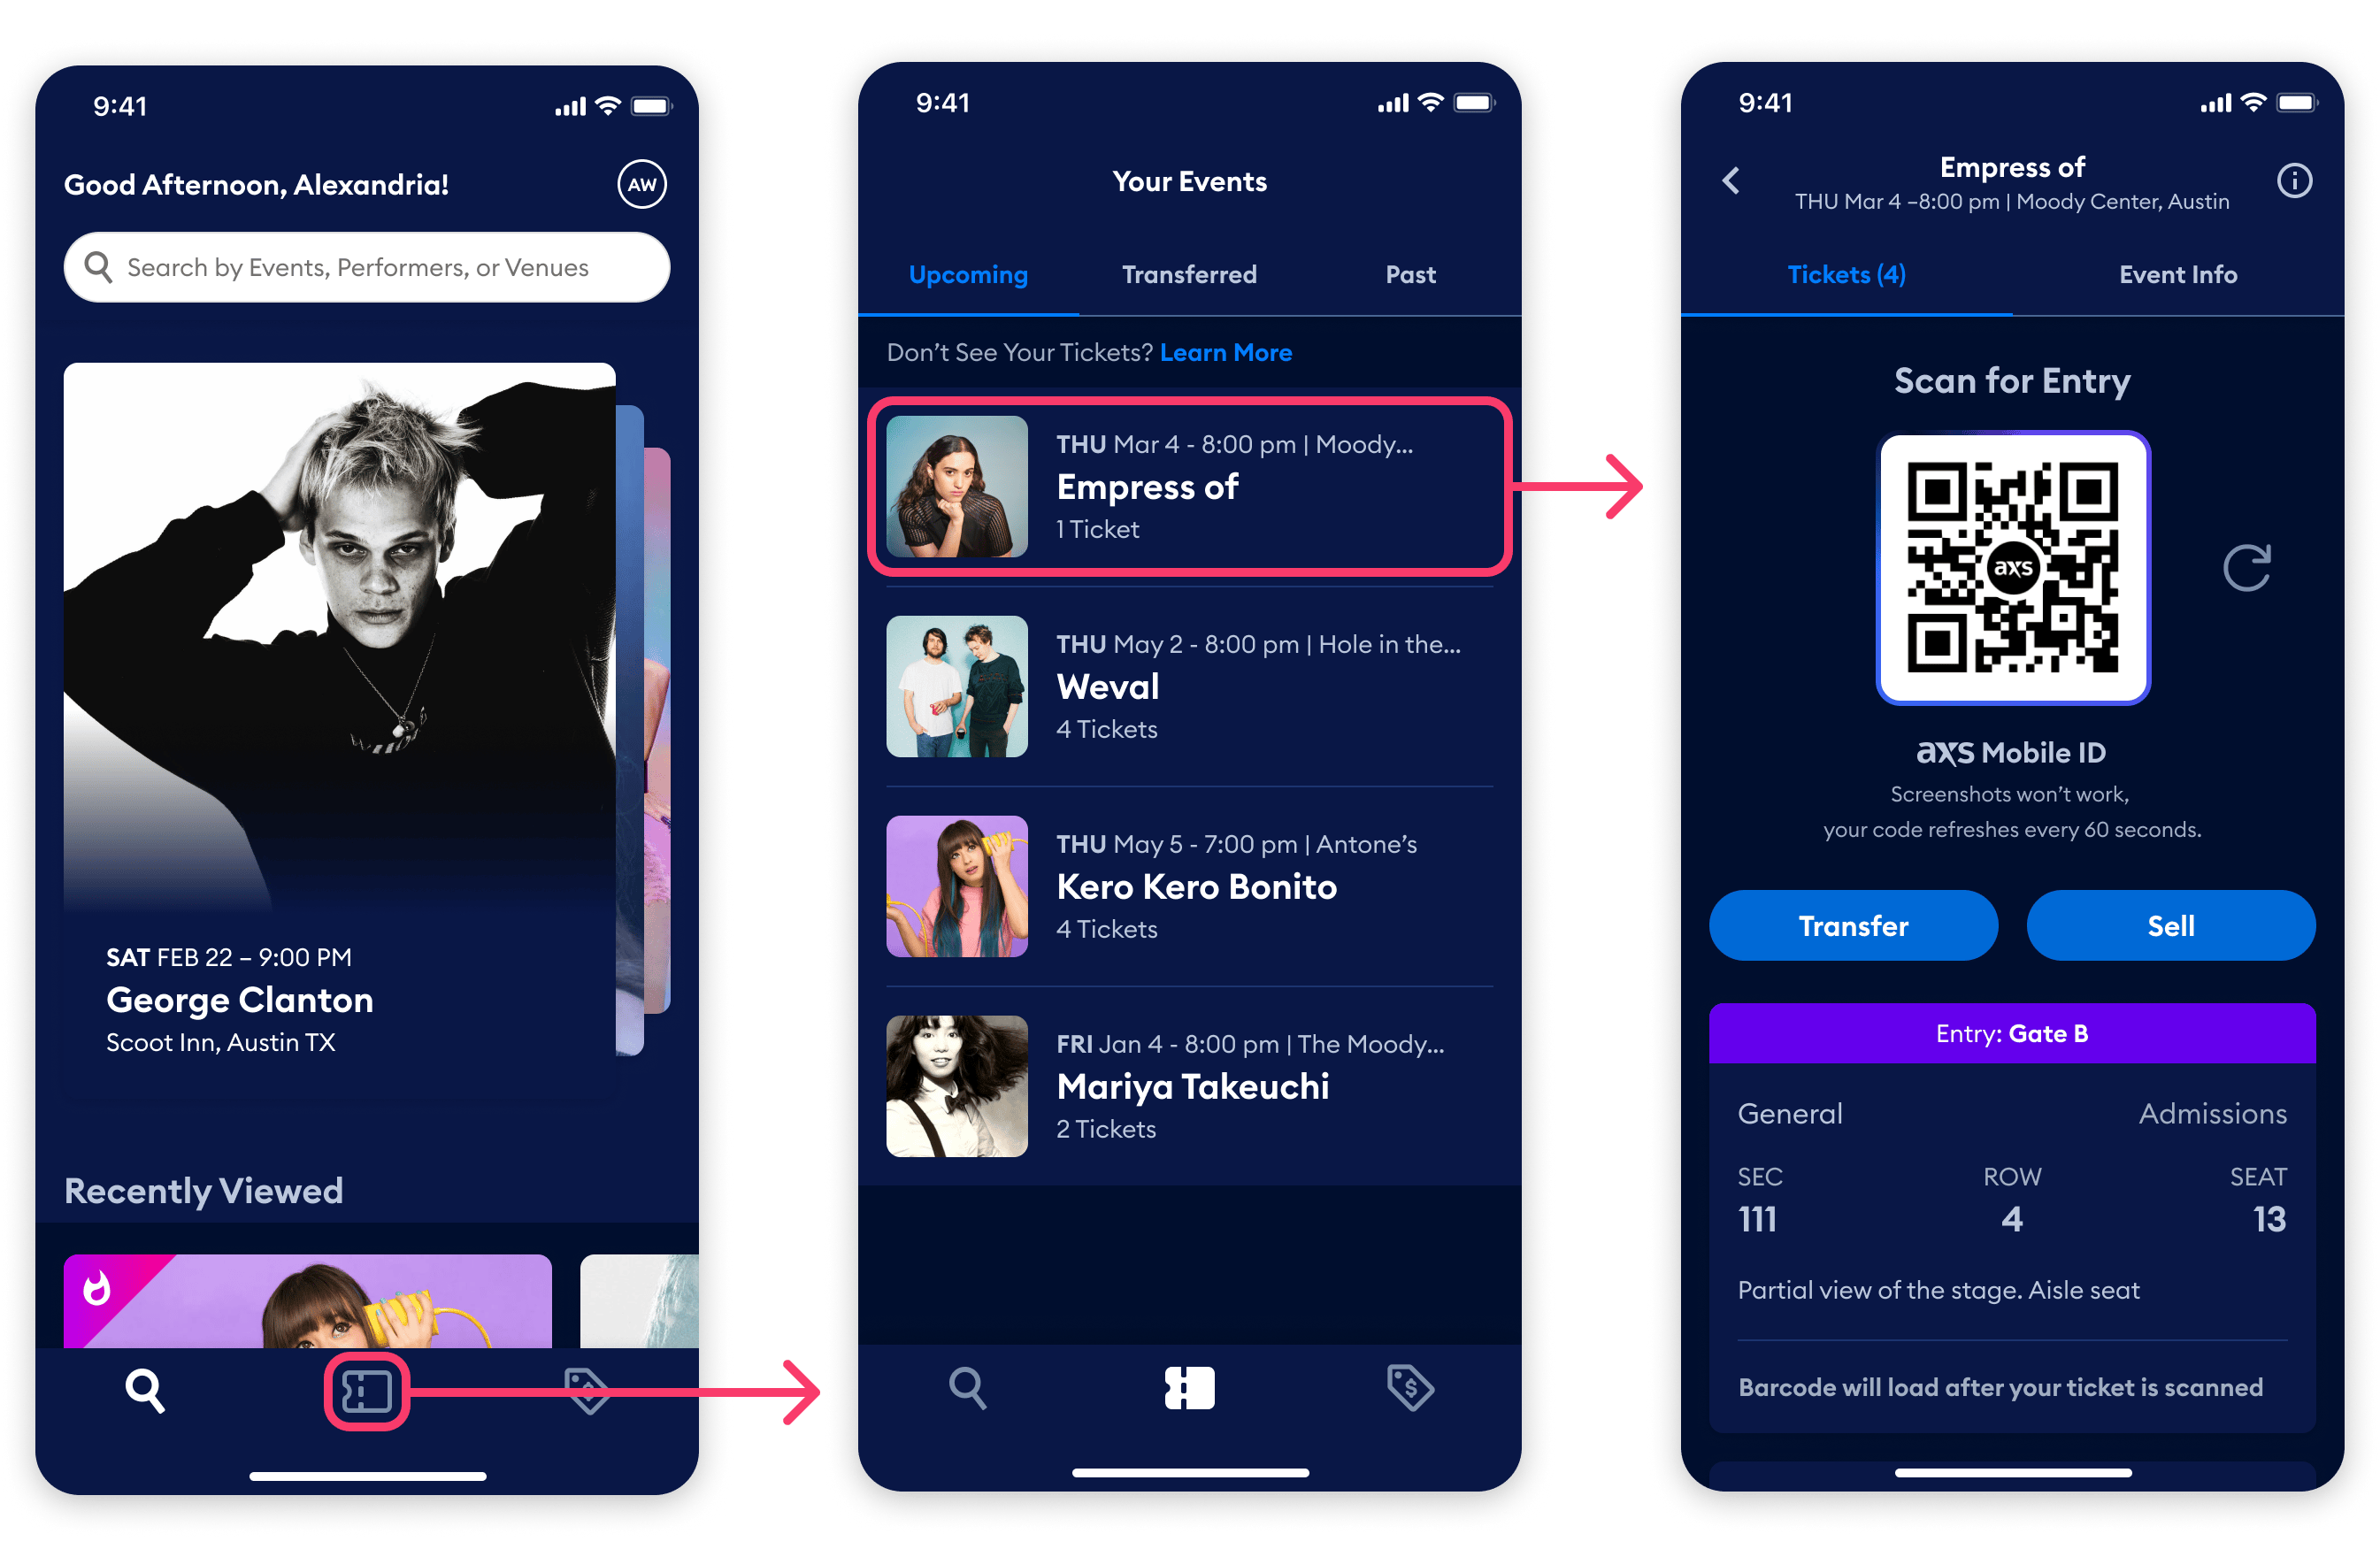 9:41
Good Afternoon, Alexandria!
AW
Search by Events, Performers, or Venues
SAT FEB 22 – 9:00 PM
George Clanton
Scoot Inn, Austin TX
Recently Viewed
9:41
Your Events
Upcoming
Transferred
Past
Don’t See Your Tickets? Learn More
THU Mar 4 - 8:00 pm | Moody...
Empress of
1 Ticket
THU May 2 - 8:00 pm | Hole in the...
Weval
4 Tickets
THU May 5 - 7:00 pm | Antone’s
Kero Kero Bonito
4 Tickets
FRI Jan 4 - 8:00 pm | The Moody...
Mariya Takeuchi
2 Tickets
9:41
Empress of
THU Mar 4 –8:00 pm | Moody Center, Austin
Tickets (4)
Event Info
Scan for Entry
axs
axs Mobile ID
Screenshots won’t work,
your code refreshes every 60 seconds.
Transfer
Sell
Entry: Gate B
General
Admissions
SEC
ROW
SEAT
111
4
13
Partial view of the stage. Aisle seat
Barcode will load after your ticket is scanned